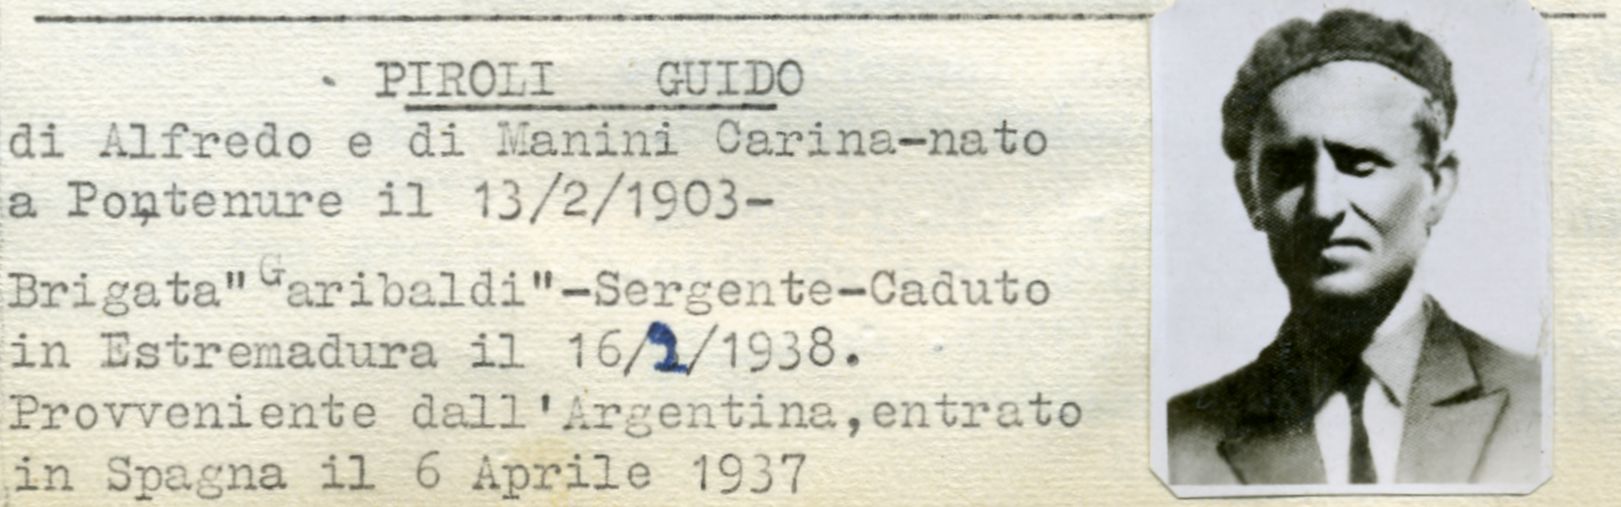 PIROLI GUIDO
di Alfredo e di Manini Carina-nato
a Pontenure il 13/2/1903-
Brigata"Garibaldi"-Sergente-Caduto
in Estremadura il 16/2/1938.
Provveniente dall'Argentina,entrato
in Spagna il 6 Aprile 1937